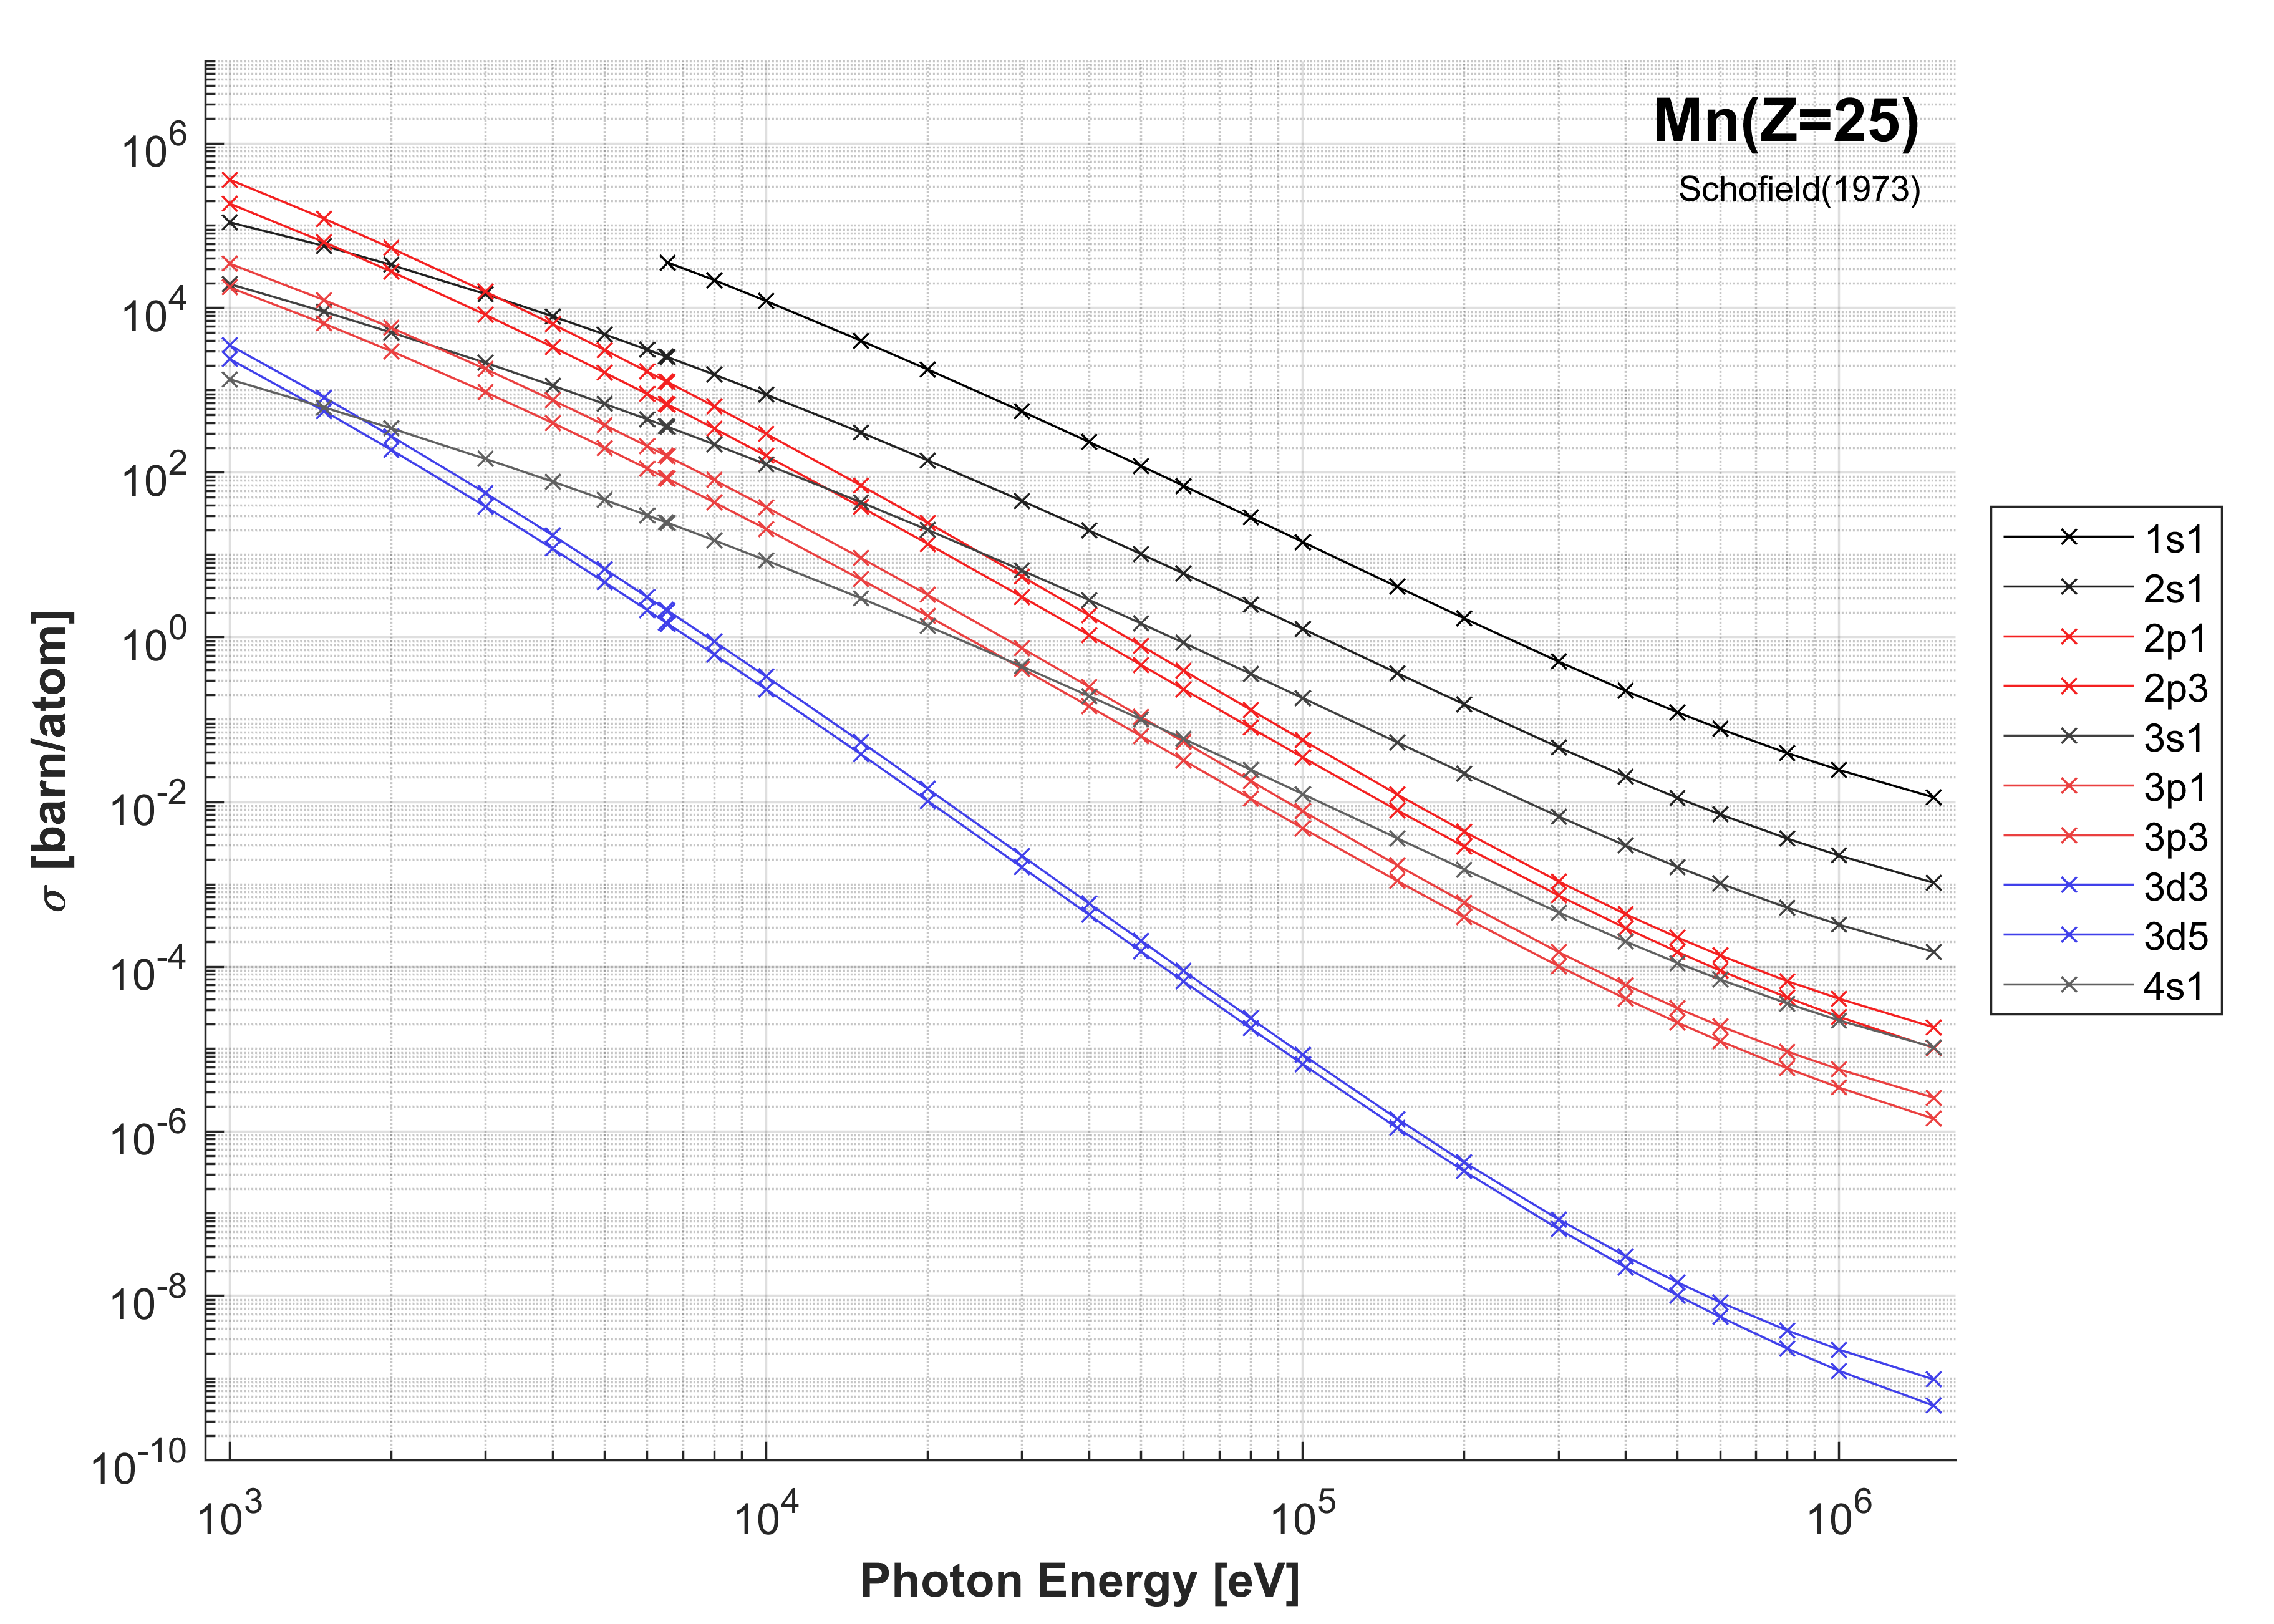 Mn(Z=25)
Schofield(1973)
10^6
10^4
10^2
10^0
10^-2
10^-4
10^-6
10^-8
10^-10
σ [barn/atom]
1s1
2s1
2p1
2p3
3s1
3p1
3p3
3d3
3d5
4s1
10^3 10^4 10^5 10^6
Photon Energy [eV]